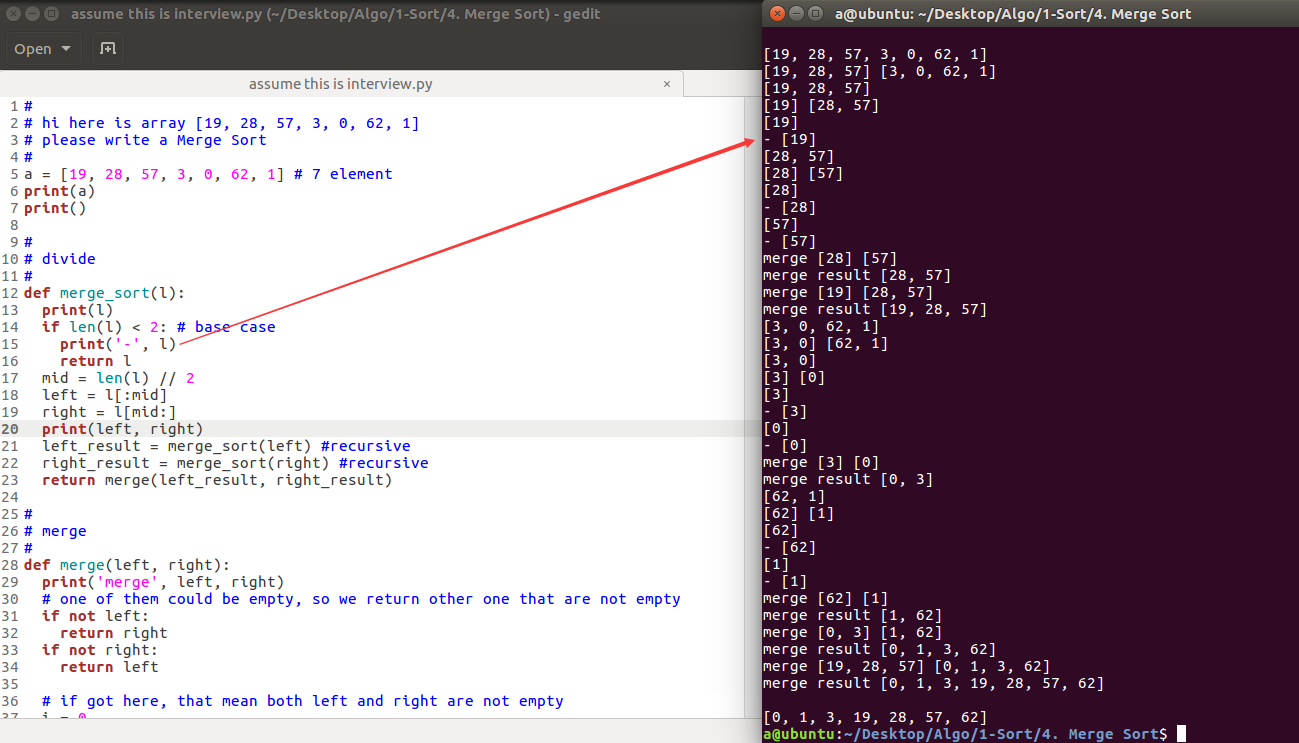 assume this is interview.py (~/Desktop/Algo/1-Sort/4. Merge Sort) - gedit
Open
assume this is interview.py ×
1 #
2 # hi here is array [19, 28, 57, 3, 0, 62, 1]
3 # please write a Merge Sort
4 #
5 a = [19, 28, 57, 3, 0, 62, 1] # 7 element
6 print(a)
7 print()
8
9 #
10 # divide
11 #
12 def merge_sort(l):
13   print(l)
14   if len(l) < 2: # base case
15     print('-', l)
16     return l
17   mid = len(l) // 2
18   left = l[:mid]
19   right = l[mid:]
20   print(left, right)
21   left_result = merge_sort(left) #recursive
22   right_result = merge_sort(right) #recursive
23   return merge(left_result, right_result)
24
25 #
26 # merge
27 #
28 def merge(left, right):
29   print('merge', left, right)
30   # one of them could be empty, so we return other one that are not empty
31   if not left:
32     return right
33   if not right:
34     return left
35
36   # if got here, that mean both left and right are not empty
37   i = 0
a@ubuntu: ~/Desktop/Algo/1-Sort/4. Merge Sort
[19, 28, 57, 3, 0, 62, 1]
[19, 28, 57] [3, 0, 62, 1]
[19, 28, 57]
[19] [28, 57]
[19]
- [19]
[28, 57]
[28] [57]
[28]
- [28]
[57]
- [57]
merge [28] [57]
merge result [28, 57]
merge [19] [28, 57]
merge result [19, 28, 57]
[3, 0, 62, 1]
[3, 0] [62, 1]
[3, 0]
[3] [0]
[3]
- [3]
[0]
- [0]
merge [3] [0]
merge result [0, 3]
[62, 1]
[62] [1]
[62]
- [62]
[1]
- [1]
merge [62] [1]
merge result [1, 62]
merge [0, 3] [1, 62]
merge result [0, 1, 3, 62]
merge [19, 28, 57] [0, 1, 3, 62]
merge result [0, 1, 3, 19, 28, 57, 62]
[0, 1, 3, 19, 28, 57, 62]
a@ubuntu:~/Desktop/Algo/1-Sort/4. Merge Sort$